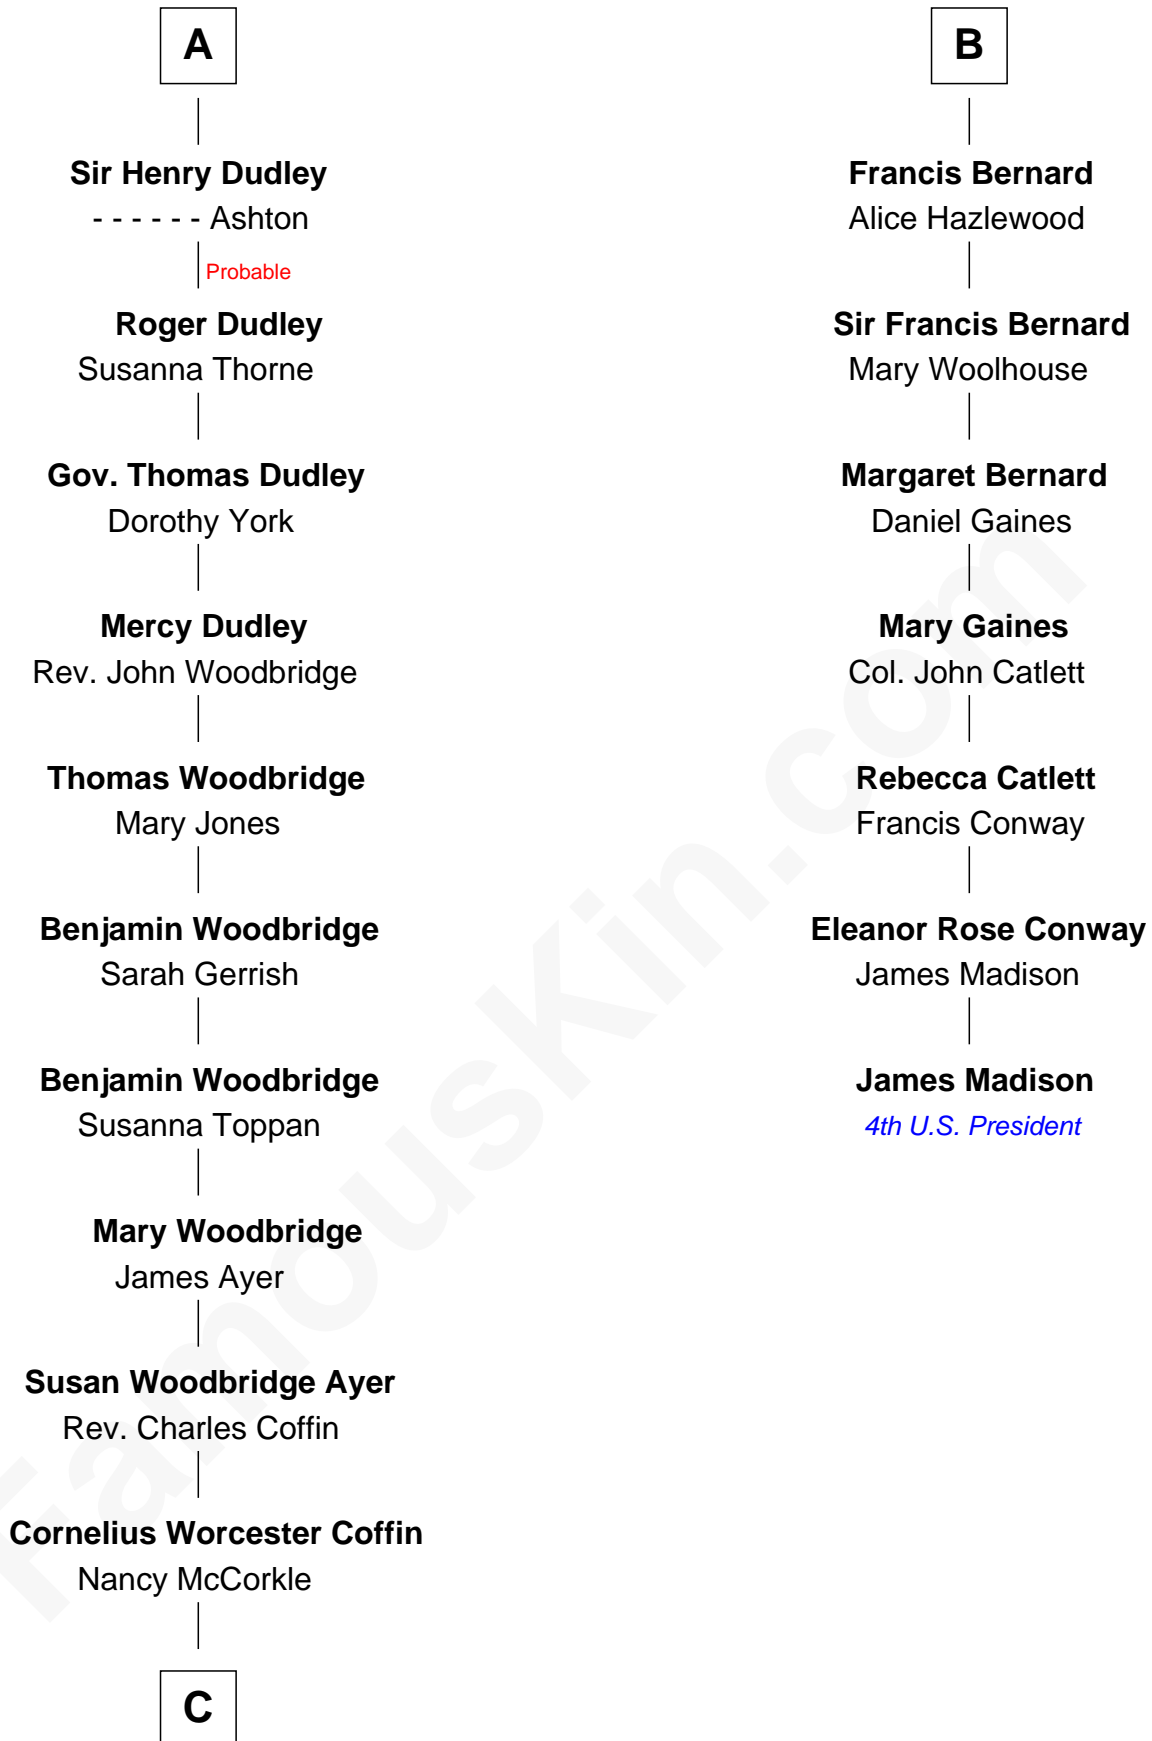 A
Sir Henry Dudley
- - - - - - Ashton
Probable
Roger Dudley
Susanna Thorne
Gov. Thomas Dudley
Dorothy York
Mercy Dudley
Rev. John Woodbridge
Thomas Woodbridge
Mary Jones
Benjamin Woodbridge
Sarah Gerrish
Benjamin Woodbridge
Susanna Toppan
Mary Woodbridge
James Ayer
Susan Woodbridge Ayer
Rev. Charles Coffin
Cornelius Worcester Coffin
Nancy McCorkle
C
B
Francis Bernard
Alice Hazlewood
Sir Francis Bernard
Mary Woolhouse
Margaret Bernard
Daniel Gaines
Mary Gaines
Col. John Catlett
Rebecca Catlett
Francis Conway
Eleanor Rose Conway
James Madison
James Madison
4th U.S. President
FamousKin.com